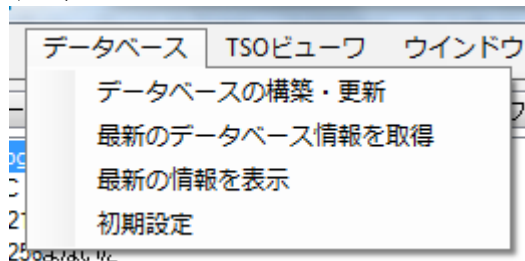 データベース TSOビューワ ウインドウ
データベースの構築・更新
最新のデータベース情報を取得
最新の情報を表示
初期設定